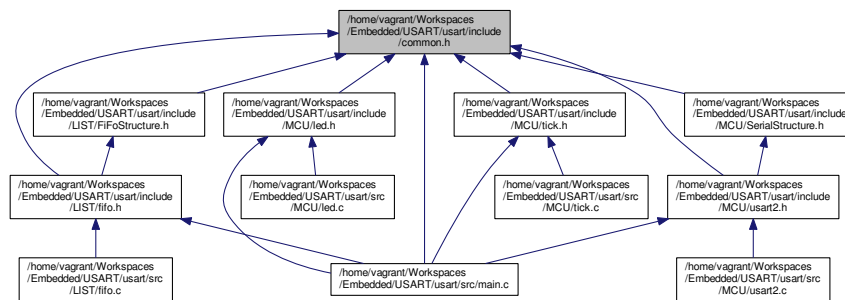 /home/vagrant/Workspaces
/Embedded/USART/usart/include
/common.h
/home/vagrant/Workspaces
/Embedded/USART/usart/include
/LIST/FiFoStructure.h
/home/vagrant/Workspaces
/Embedded/USART/usart/include
/MCU/led.h
/home/vagrant/Workspaces
/Embedded/USART/usart/include
/MCU/tick.h
/home/vagrant/Workspaces
/Embedded/USART/usart/include
/MCU/SerialStructure.h
/home/vagrant/Workspaces
/Embedded/USART/usart/include
/LIST/fifo.h
/home/vagrant/Workspaces
/Embedded/USART/usart/src
/MCU/led.c
/home/vagrant/Workspaces
/Embedded/USART/usart/src
/MCU/tick.c
/home/vagrant/Workspaces
/Embedded/USART/usart/include
/MCU/usart2.h
/home/vagrant/Workspaces
/Embedded/USART/usart/src
/LIST/fifo.c
/home/vagrant/Workspaces
/Embedded/USART/usart/src/main.c
/home/vagrant/Workspaces
/Embedded/USART/usart/src
/MCU/usart2.c